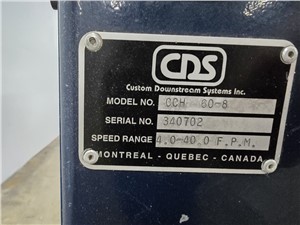 CDS
Custom Downstream Systems Inc.
MODEL NO. CCH 60-8
SERIAL NO. 340702
SPEED RANGE 4.0-40.0 F.P.M.
MONTREAL - QUEBEC - CANADA